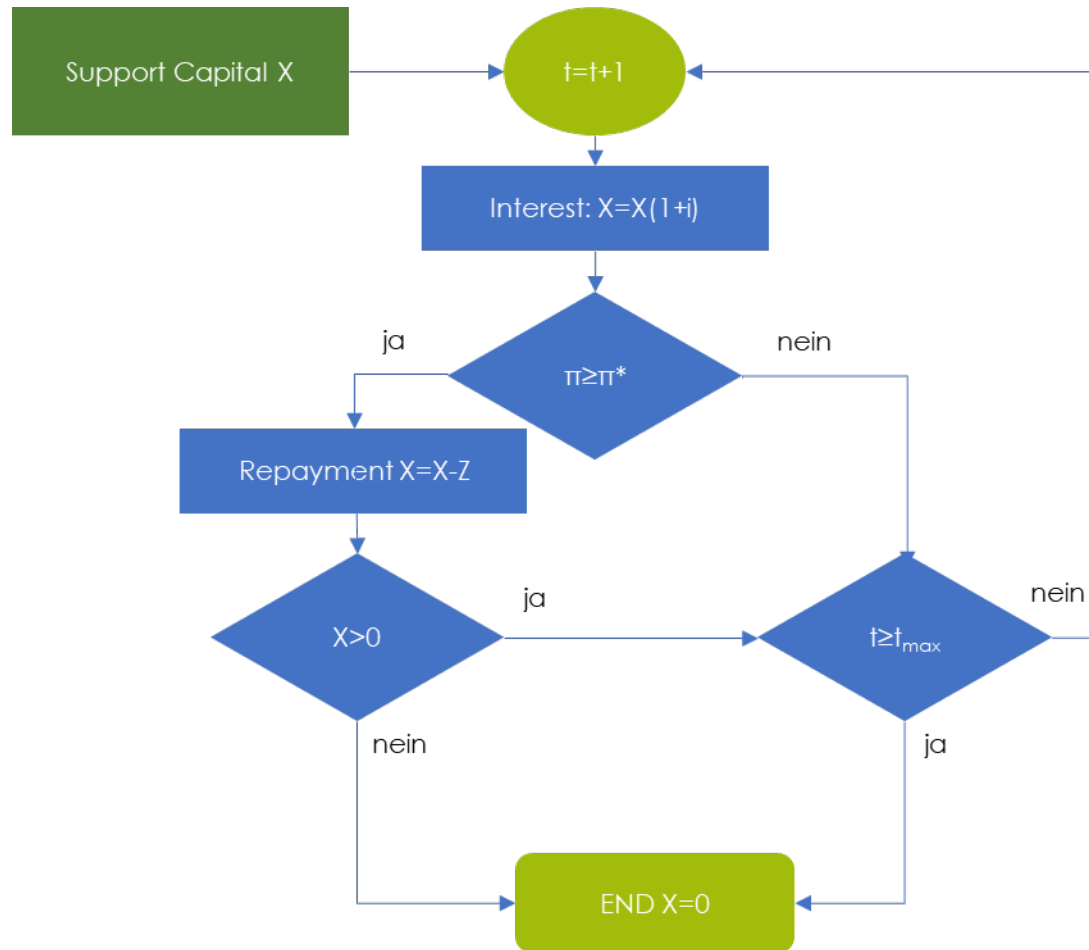 Support Capital X
t=t+1
Interest: X=X(1+i)
ja
nein
π≥π*
Repayment X=X-Z
ja
nein
X>0
t≥tmax
nein
ja
END X=0